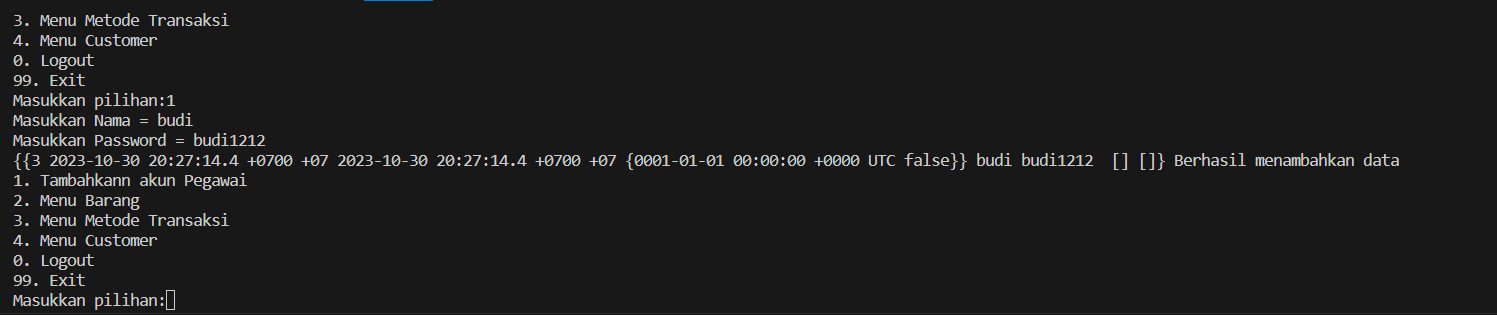 3. Menu Metode Transaksi
4. Menu Customer
0. Logout
99. Exit
Masukkan pilihan:1
Masukkan Nama = budi
Masukkan Password = budi1212
{{3 2023-10-30 20:27:14.4 +0700 +07 2023-10-30 20:27:14.4 +0700 +07 {0001-01-01 00:00:00 +0000 UTC false}} budi budi1212  [] []} Berhasil menambahkan data
1. Tambahkann akun Pegawai
2. Menu Barang
3. Menu Metode Transaksi
4. Menu Customer
0. Logout
99. Exit
Masukkan pilihan: